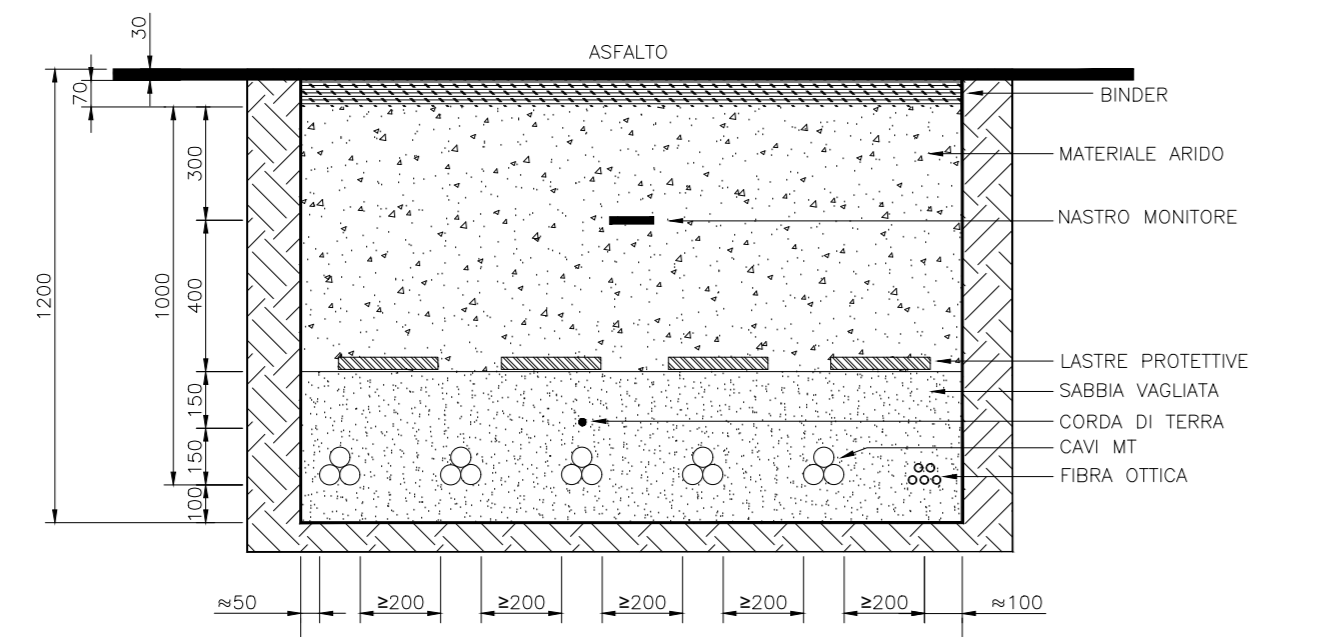 30
ASFALTO
70
BINDER
300
MATERIALE ARIDO
NASTRO MONITORE
1200
1000
400
LASTRE PROTETTIVE
150
SABBIA VAGLIATA
CORDA DI TERRA
150
CAVI MT
FIBRA OTTICA
100
≈50 ≥200 ≥200 ≥200 ≥200 ≥200 ≈100